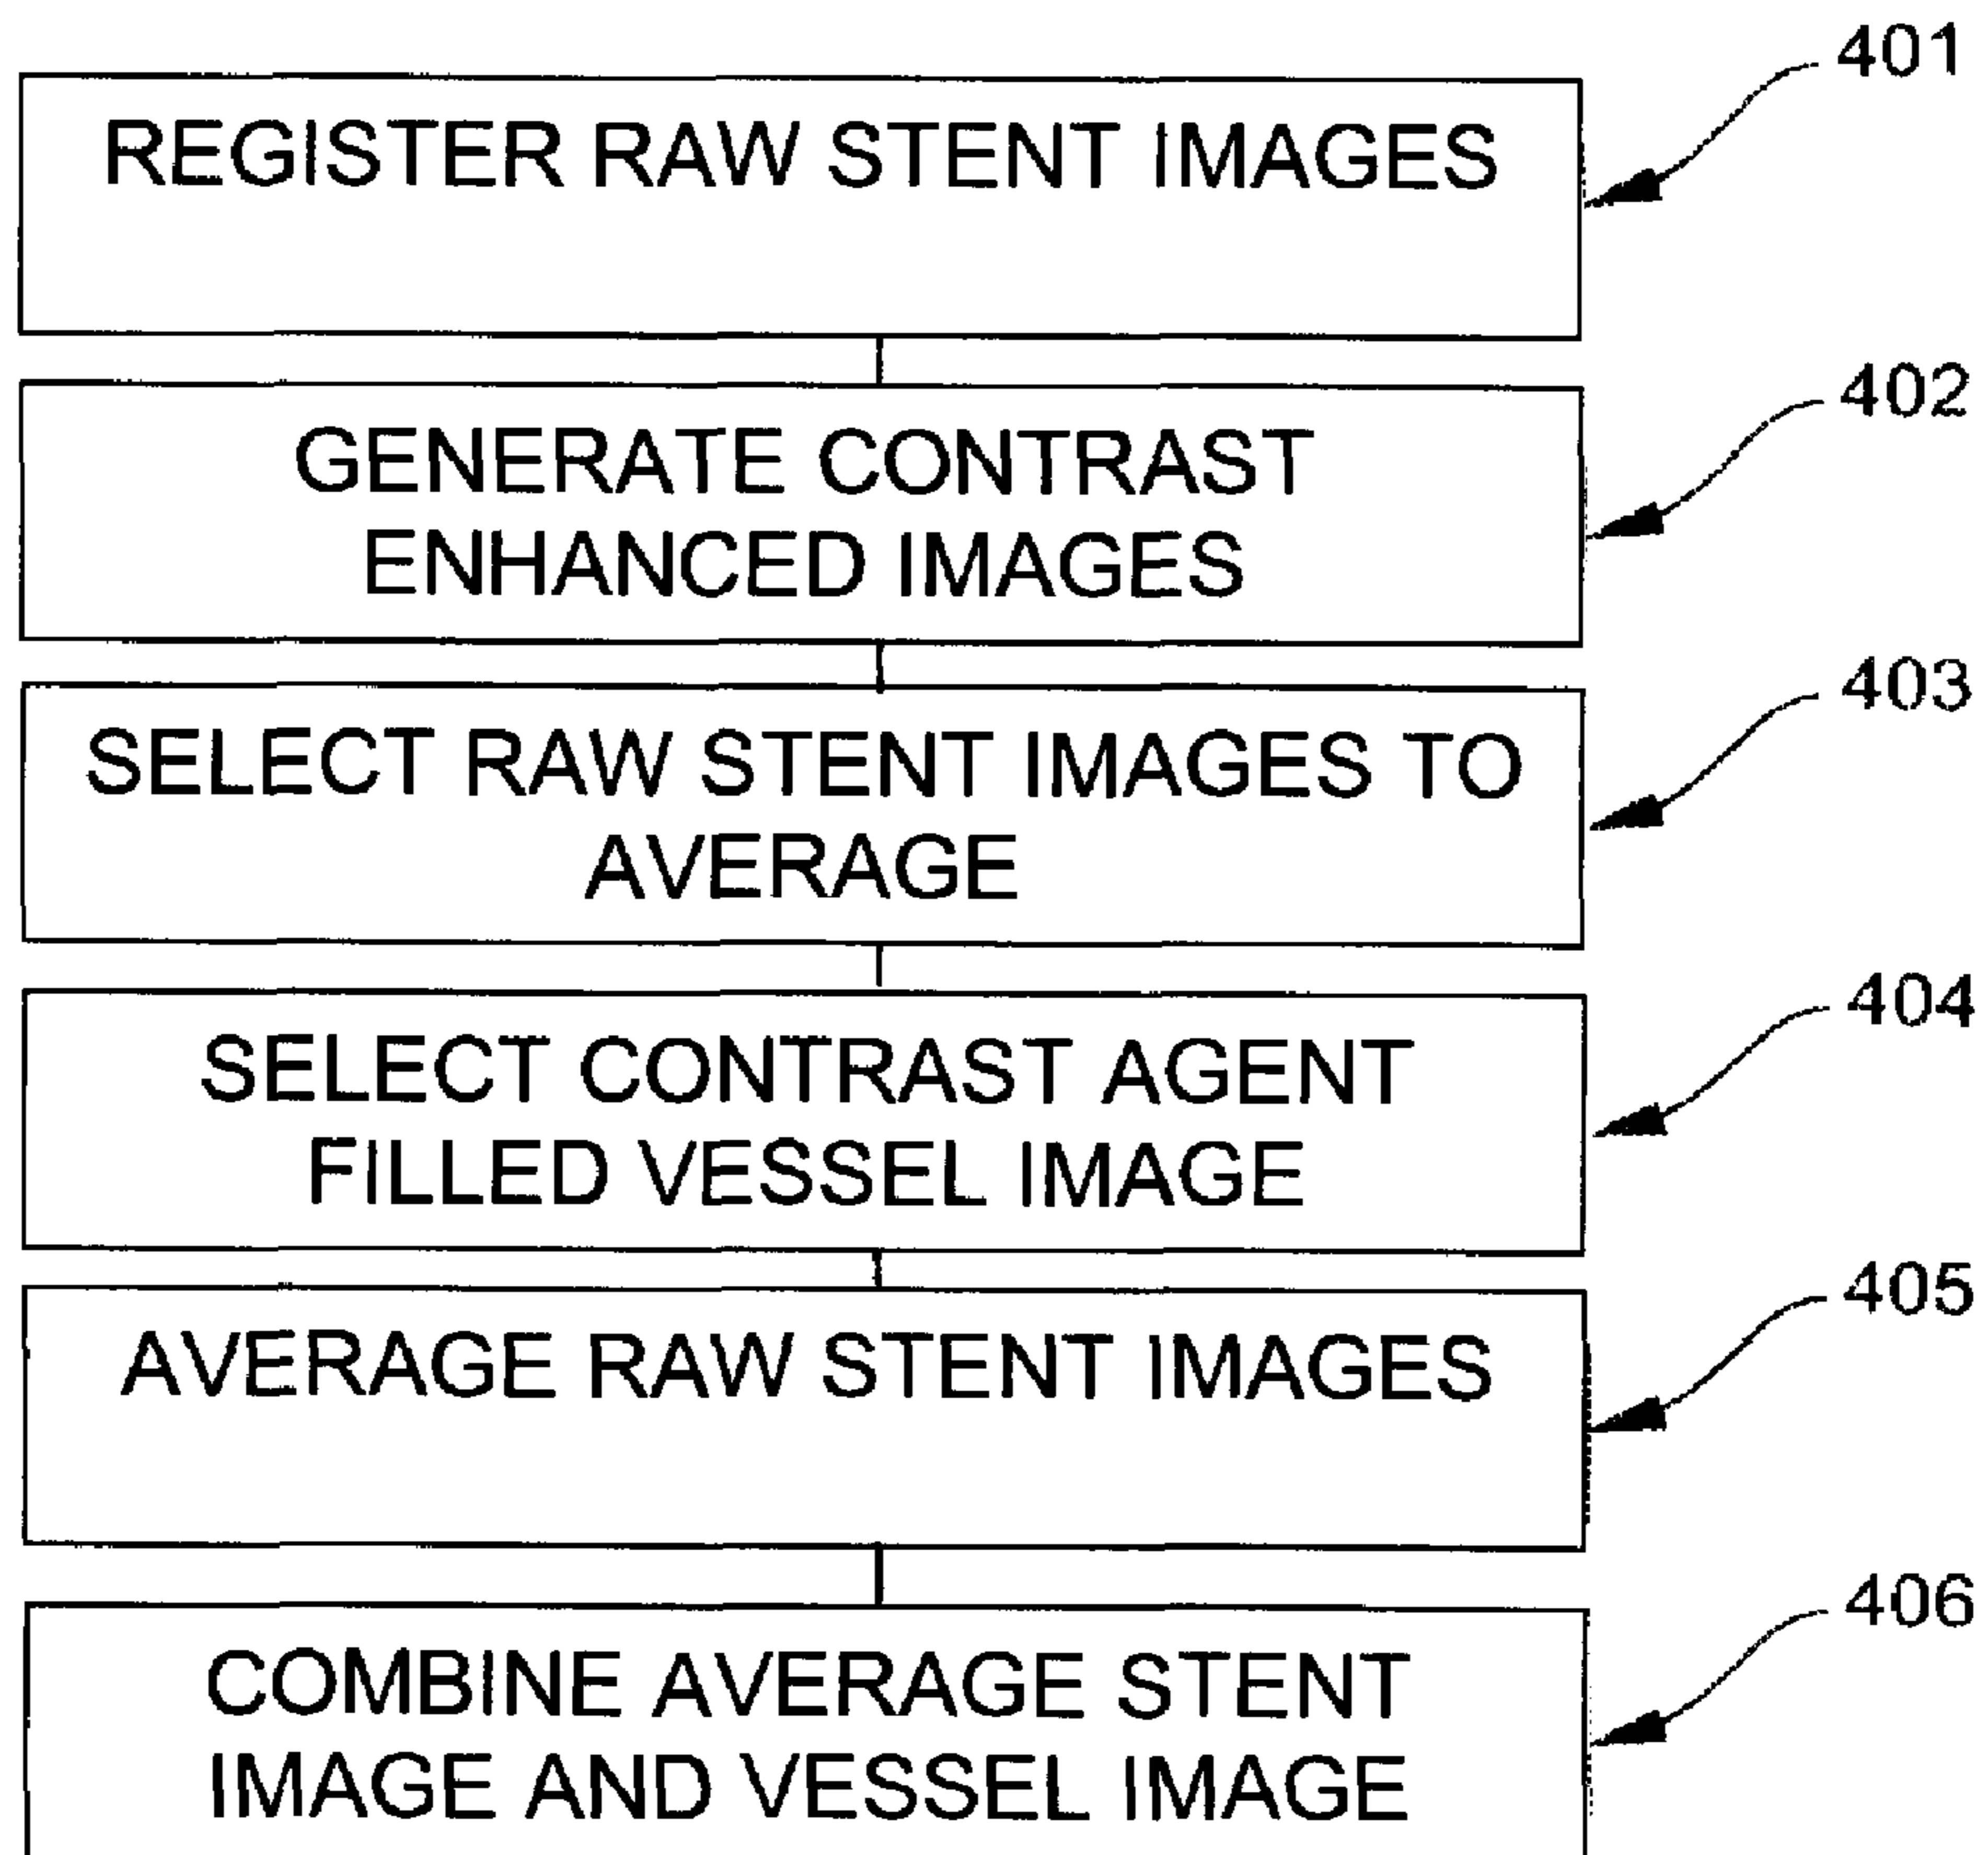 401
REGISTER RAW STENT IMAGES
402
GENERATE CONTRAST
ENHANCED IMAGES
403
SELECT RAW STENT IMAGES TO
AVERAGE
404
SELECT CONTRAST AGENT
FILLED VESSEL IMAGE
405
AVERAGE RAW STENT IMAGES
406
COMBINE AVERAGE STENT
IMAGE AND VESSEL IMAGE